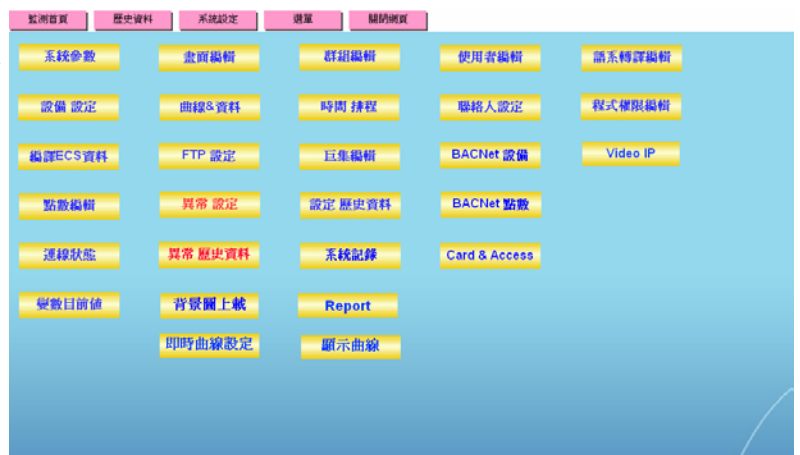 監測首頁 歷史資料 系統設定 選單 關閉網頁
系統參數 畫面編輯 群組編輯 使用者編輯 語系轉譯編輯
設備 設定 曲線&資料 時間 排程 聯絡人設定 程式權限編輯
編譯ECS資料 FTP 設定 巨集編輯 BACNet 設備 Video IP
點數編輯 異常 設定 設定 歷史資料 BACNet 點數
連線狀態 異常 歷史資料 系統記錄 Card & Access
變數目前值 背景圖上載 Report
即時曲線設定 顯示曲線